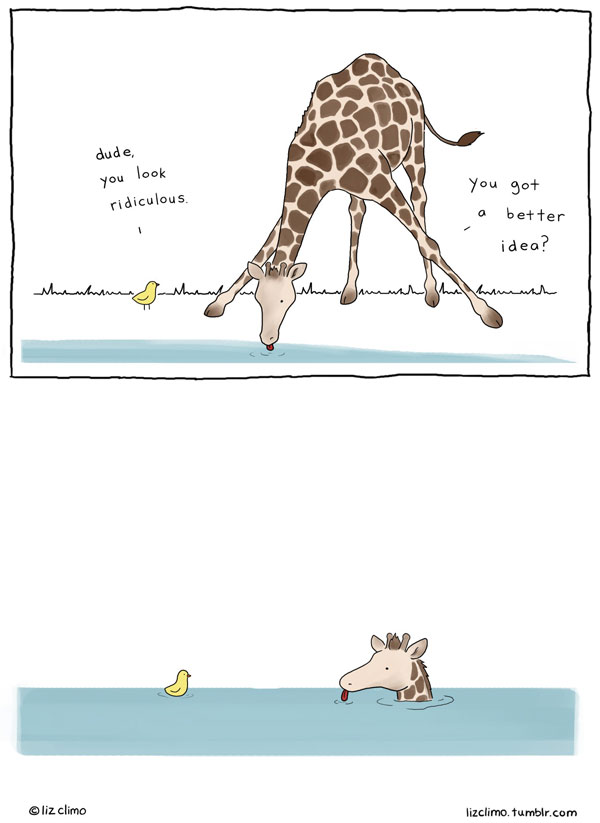 dude,
you look
ridiculous.
You got
a better
idea?
© liz climo
lizclimo.tumblr.com